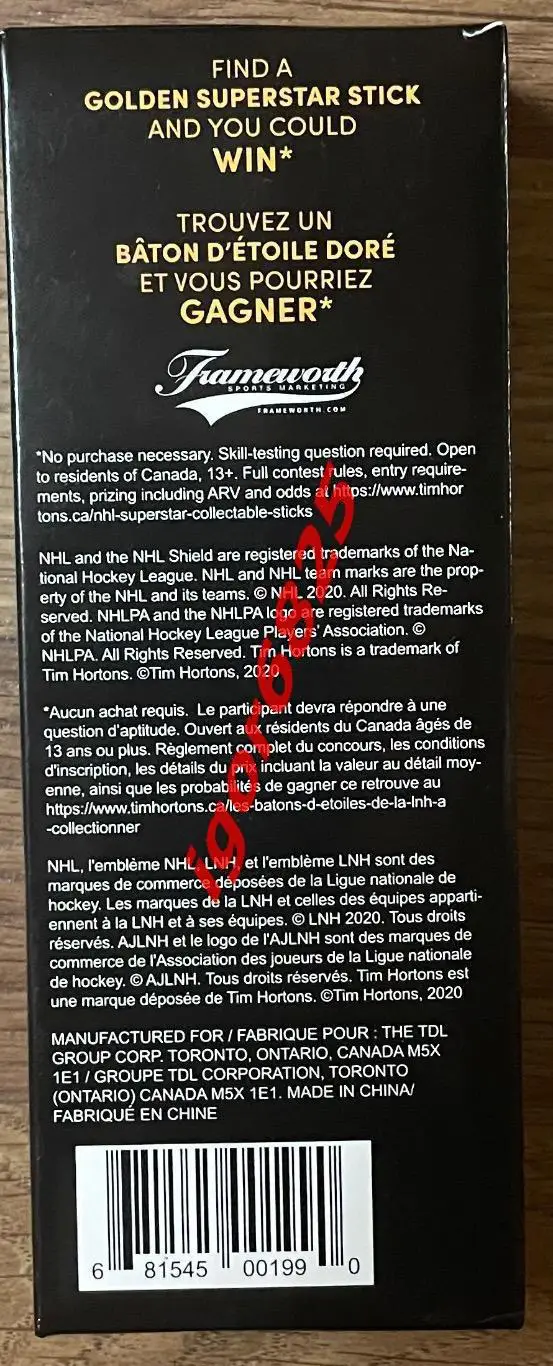 FIND A
GOLDEN SUPERSTAR STICK
AND YOU COULD
WIN*
TROUVEZ UN
BÂTON D'ÉTOILE DORÉ
ET VOUS POURRIEZ
GAGNER*
Frameworth
SPORTS MARKETING
FRAMEWORTH.COM
*No purchase necessary. Skill-testing question required. Open
to residents of Canada, 13+. Full contest rules, entry require-
ments, prizing including ARV and odds at https://www.timhor
tons.ca/nhl-superstar-collectable-sticks
NHL and the NHL Shield are registered trademarks of the Na-
tional Hockey League. NHL and NHL team marks are the prop-
erty of the NHL and its teams. © NHL 2020. All Rights Re-
served. NHLPA and the NHLPA logo are registered trademarks
of the National Hockey League Players' Association. ©
NHLPA. All Rights Reserved. Tim Hortons is a trademark of
Tim Hortons. ©Tim Hortons, 2020
*Aucun achat requis. Le participant devra répondre à une
question d'aptitude. Ouvert aux résidents du Canada âgés de
13 ans ou plus. Règlement complet du concours, les conditions
d'inscription, les détails du prix incluant la valeur au détail moy-
enne, ainsi que les probabilités de gagner ce retrouve au
https://www.timhortons.ca/les-batons-d-etoiles-de-la-lnh-a
-collectionner
NHL, l'emblème NHL, LNH, et l'emblème LNH sont des
marques de commerce déposées de la Ligue nationale de
hockey. Les marques de la LNH et celles des équipes apparti-
ennent à la LNH et à ses équipes. © LNH 2020. Tous droits
réservés. AJLNH et le logo de l'AJLNH sont des marques de
commerce de l'Association des joueurs de la Ligue nationale
de hockey. © AJLNH. Tous droits réservés. Tim Hortons est
une marque déposée de Tim Hortons. ©Tim Hortons, 2020
MANUFACTURED FOR / FABRIQUE POUR : THE TDL
GROUP CORP. TORONTO, ONTARIO, CANADA M5X
1E1 / GROUPE TDL CORPORATION, TORONTO
(ONTARIO) CANADA M5X 1E1. MADE IN CHINA/
FABRIQUÉ EN CHINE
6 81545 00199 0
igor6825